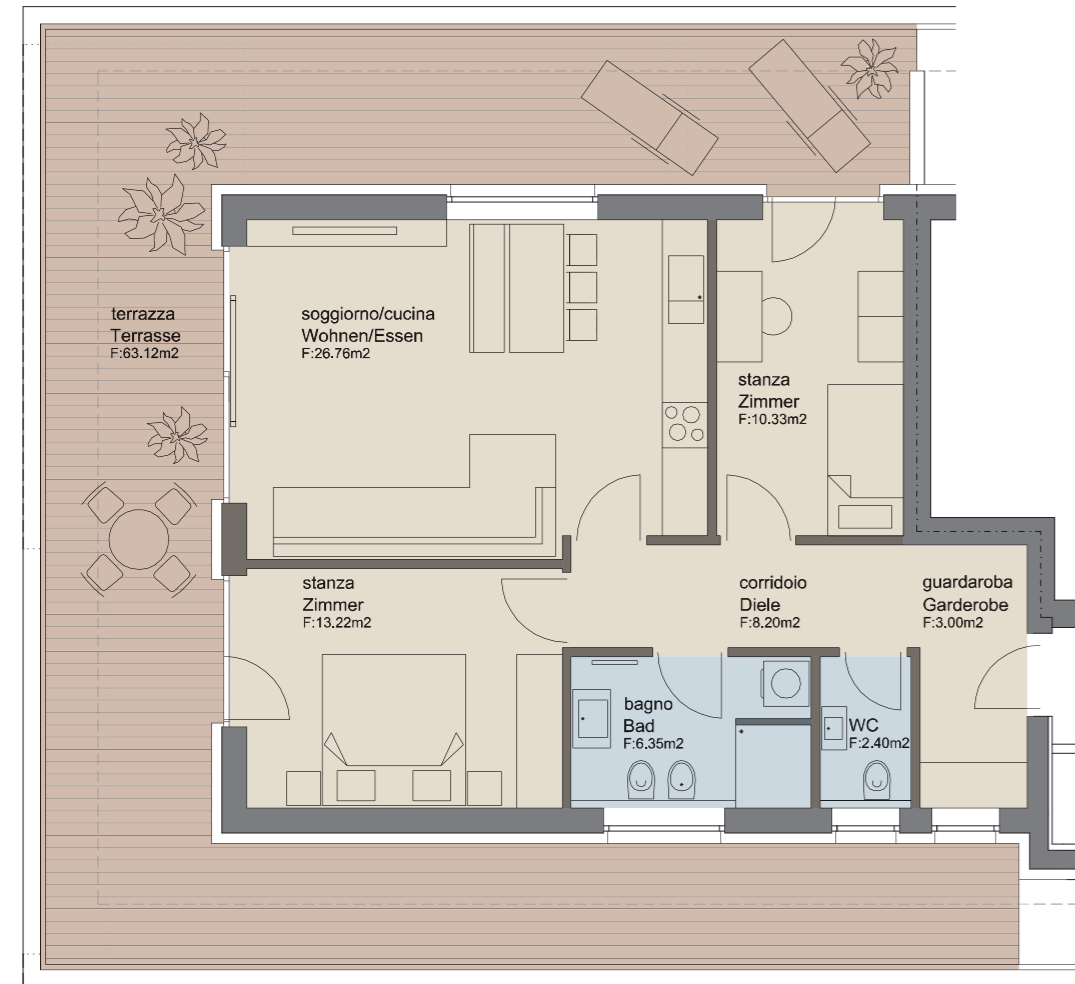 terrazza
Terrasse
F:63.12m2
soggiorno/cucina
Wohnen/Essen
F:26.76m2
stanza
Zimmer
F:10.33m2
stanza
Zimmer
F:13.22m2
corridoio
Diele
F:8.20m2
guardaroba
Garderobe
F:3.00m2
bagno
Bad
F:6.35m2
WC
F:2.40m2